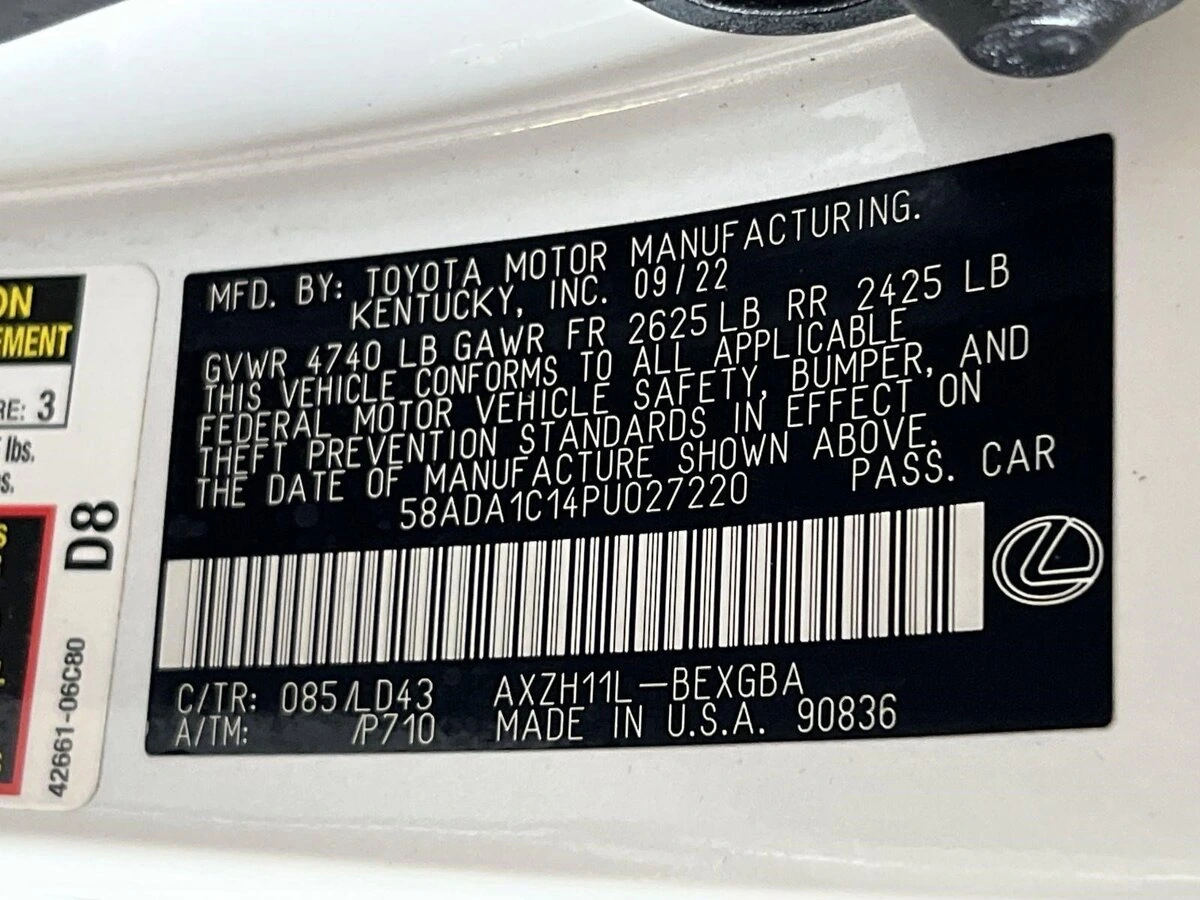 ON
EMENT
RE: 3
lbs.
s.
S
D8
42661-06C80
MFD. BY: TOYOTA MOTOR MANUFACTURING.
KENTUCKY, INC. 09/22
GVWR 4740 LB GAWR FR 2625 LB RR 2425 LB
THIS VEHICLE CONFORMS TO ALL APPLICABLE
FEDERAL MOTOR VEHICLE SAFETY, BUMPER, AND
THEFT PREVENTION STANDARDS IN EFFECT ON
THE DATE OF MANUFACTURE SHOWN ABOVE.
58ADA1C14PU027220 PASS. CAR
C/TR: 085/LD43 AXZH11L-BEXGBA
A/TM: /P710 MADE IN U.S.A. 90836